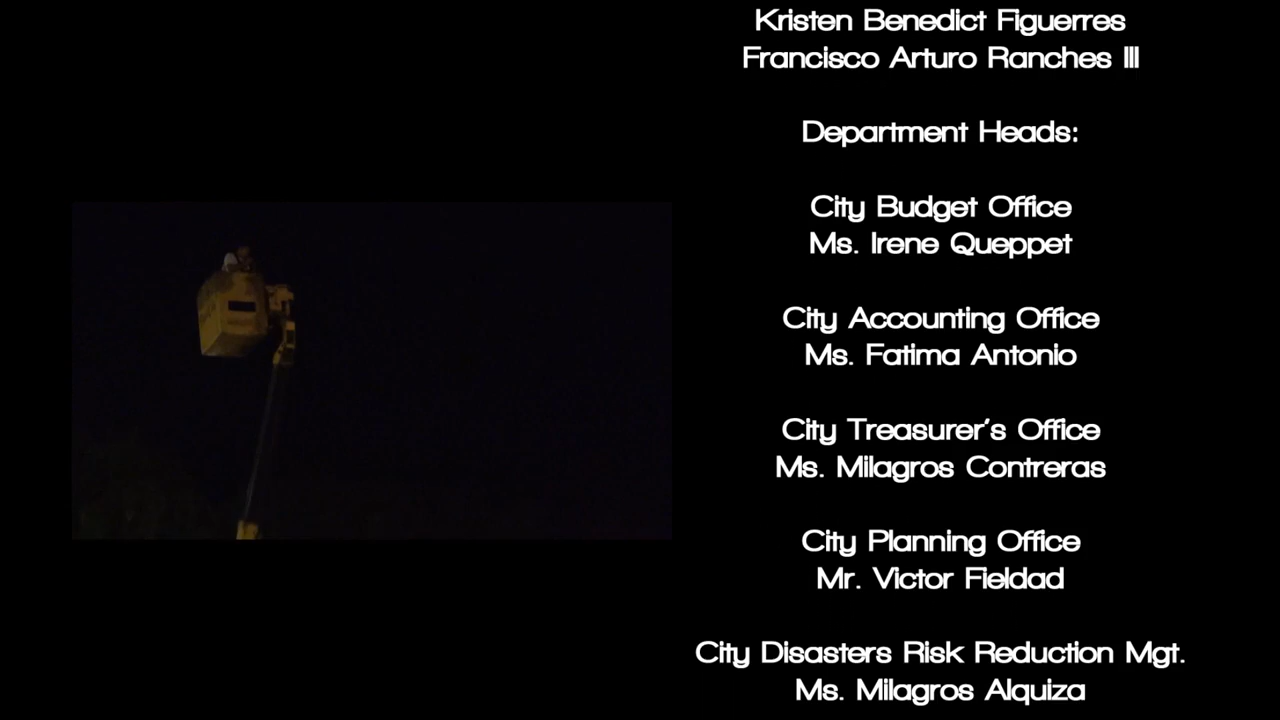 Kristen Benedict Figuerres
Francisco Arturo Ranches III
Department Heads:
City Budget Office
Ms. Irene Queppet
City Accounting Office
Ms. Fatima Antonio
City Treasurer's Office
Ms. Milagros Contreras
City Planning Office
Mr. Victor Fieldad
City Disasters Risk Reduction Mgt.
Ms. Milagros Alquiza